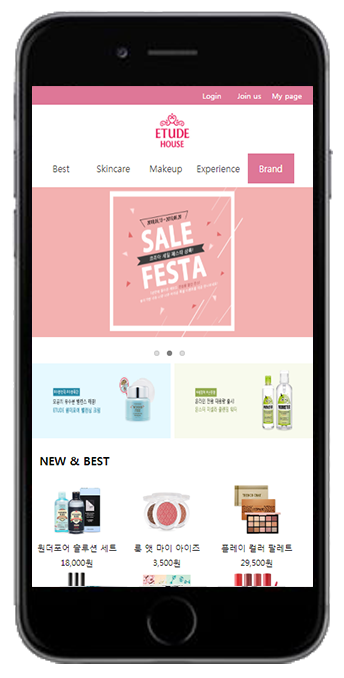 Login Join us My page
ETUDE
HOUSE
Best Skincare Makeup Experience Brand
SALE
FESTA
NEW & BEST
원더포어 솔루션 세트 룩 앳 마이 아이즈 플레이 컬러 팔레트
18,000원 3,500원 29,500원